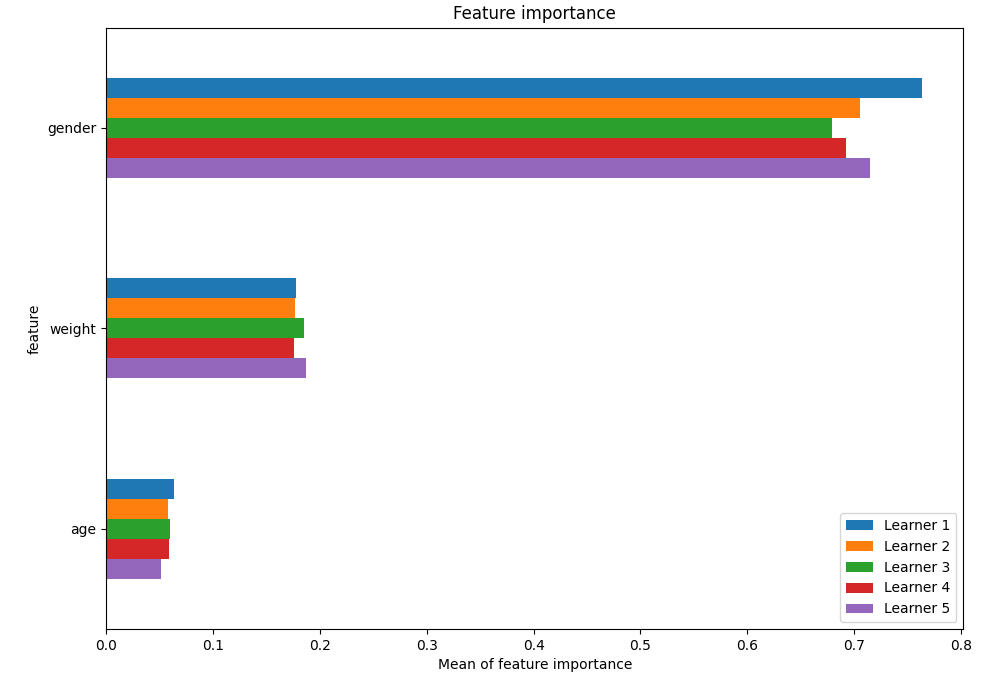 Feature importance
gender
weight
age
feature
Learner 1
Learner 2
Learner 3
Learner 4
Learner 5
0.0 0.1 0.2 0.3 0.4 0.5 0.6 0.7 0.8
Mean of feature importance